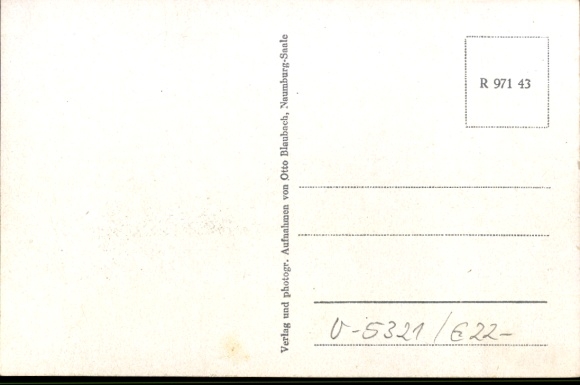 Verlag und photogr. Aufnahmen von Otto Blaubach, Naumburg-Saale
R 971 43
V-5321/E22-